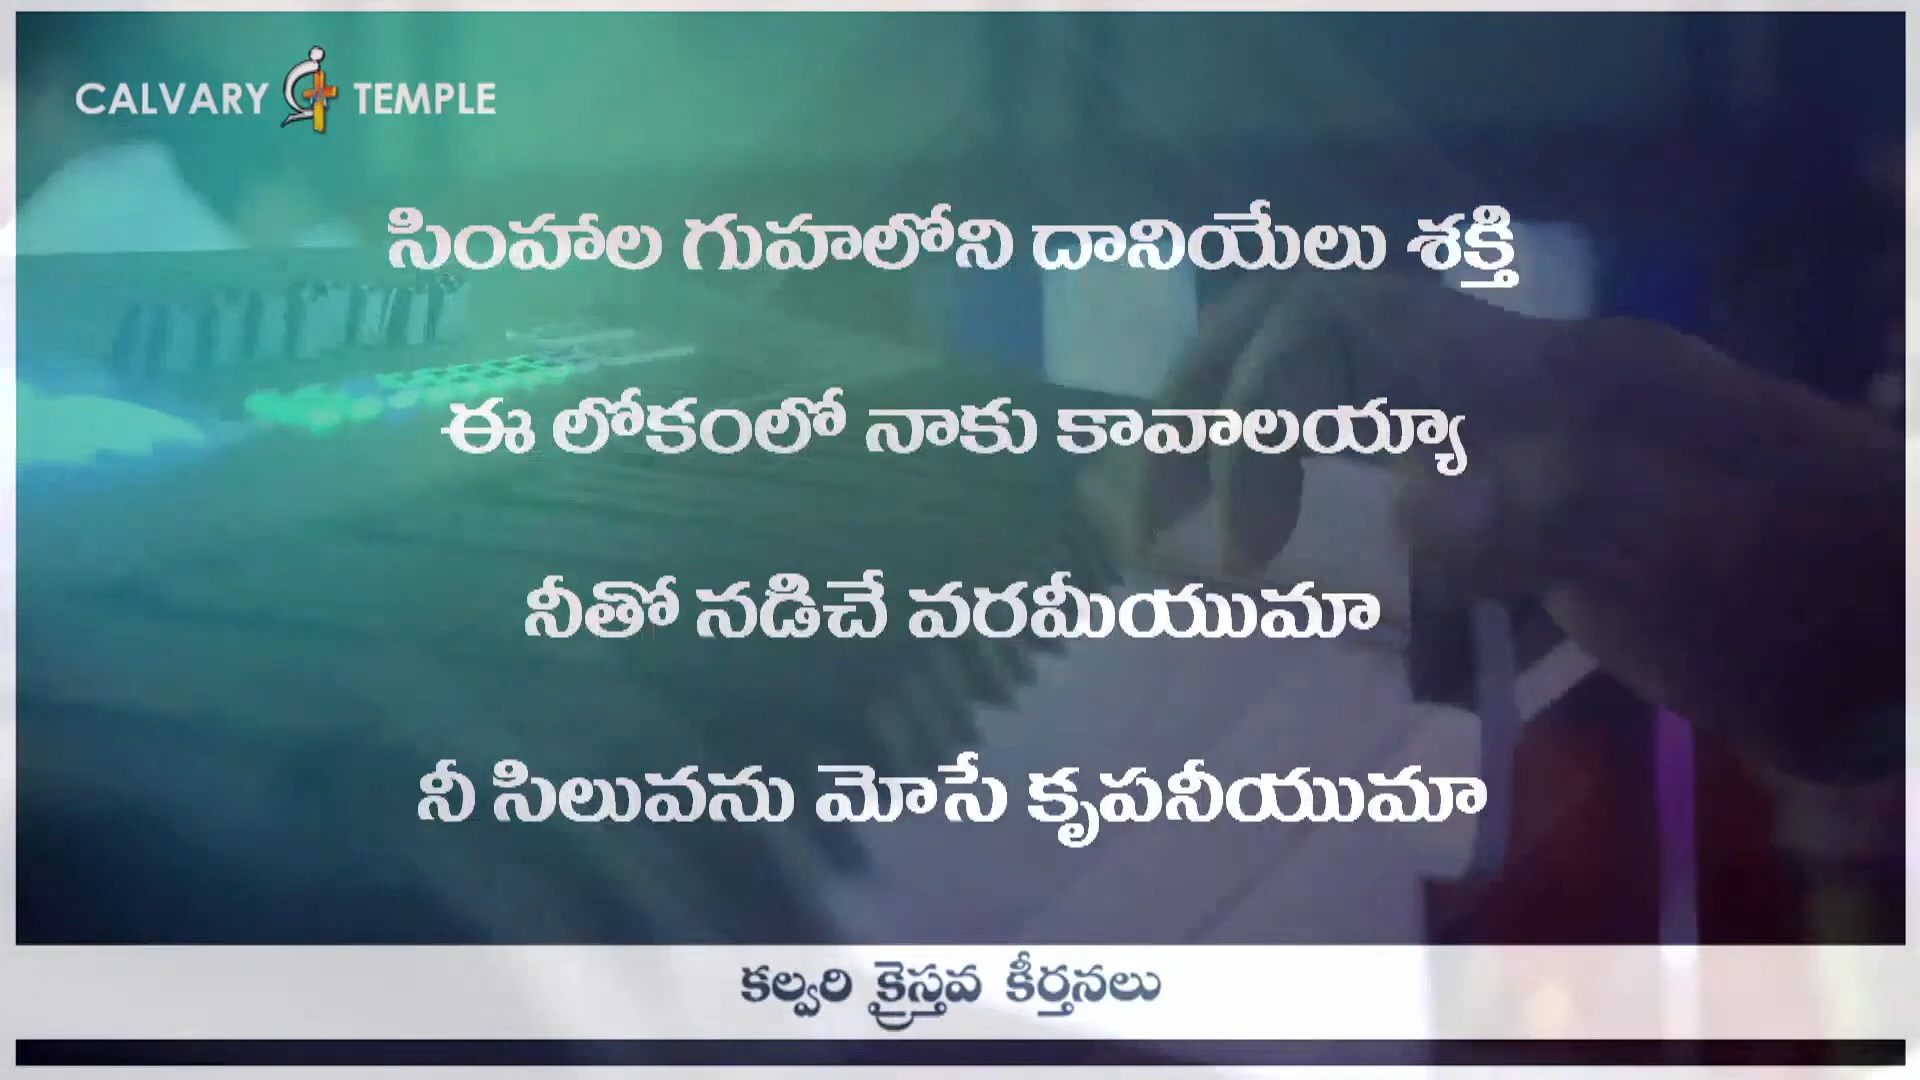 CALVARY TEMPLE
సింహాల గుహలోని దానియేలు శక్తి
ఈ లోకంలో నాకు కావాలయ్యా
నీతో నడిచే వరమీయుమా
నీ సిలువను మోసే కృపనీయుమా
కల్వరి క్రైస్తవ కీర్తనలు